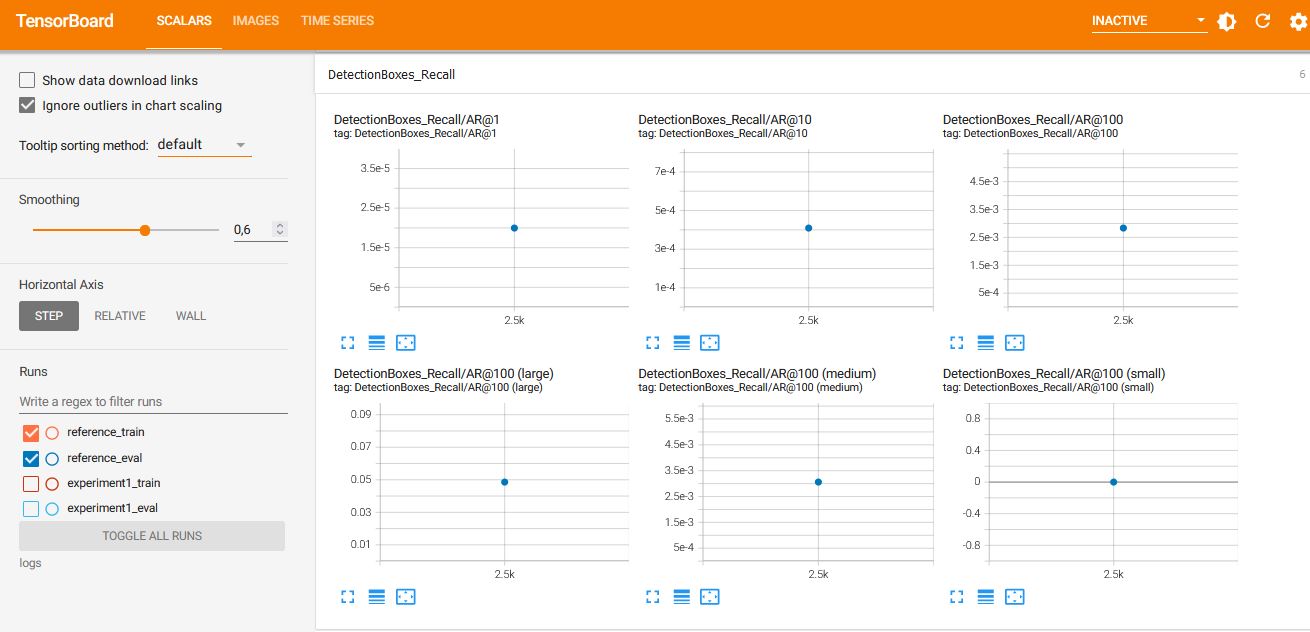 TensorBoard SCALARS IMAGES TIME SERIES INACTIVE
Show data download links
Ignore outliers in chart scaling
Tooltip sorting method: default
Smoothing
0,6
Horizontal Axis
STEP RELATIVE WALL
Runs
Write a regex to filter runs
reference_train
reference_eval
experiment1_train
experiment1_eval
TOGGLE ALL RUNS
logs
DetectionBoxes_Recall 6
DetectionBoxes_Recall/AR@1
tag: DetectionBoxes_Recall/AR@1
3.5e-5
2.5e-5
1.5e-5
5e-6
2.5k
DetectionBoxes_Recall/AR@10
tag: DetectionBoxes_Recall/AR@10
7e-4
5e-4
3e-4
1e-4
2.5k
DetectionBoxes_Recall/AR@100
tag: DetectionBoxes_Recall/AR@100
4.5e-3
3.5e-3
2.5e-3
1.5e-3
5e-4
2.5k
DetectionBoxes_Recall/AR@100 (large)
tag: DetectionBoxes_Recall/AR@100 (large)
0.09
0.07
0.05
0.03
0.01
2.5k
DetectionBoxes_Recall/AR@100 (medium)
tag: DetectionBoxes_Recall/AR@100 (medium)
5.5e-3
4.5e-3
3.5e-3
2.5e-3
1.5e-3
5e-4
2.5k
DetectionBoxes_Recall/AR@100 (small)
tag: DetectionBoxes_Recall/AR@100 (small)
0.8
0.4
0
-0.4
-0.8
2.5k